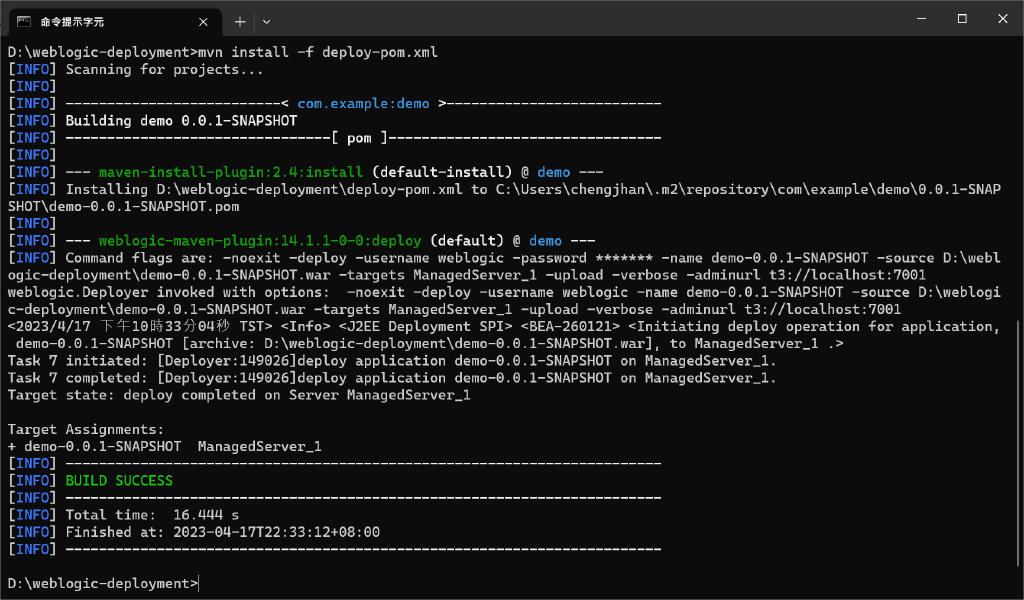 命令提示字元
D:\weblogic-deployment>mvn install -f deploy-pom.xml
[INFO] Scanning for projects...
[INFO]
[INFO] --------------------------< com.example:demo >--------------------------
[INFO] Building demo 0.0.1-SNAPSHOT
[INFO] --------------------------------[ pom ]---------------------------------
[INFO]
[INFO] --- maven-install-plugin:2.4:install (default-install) @ demo ---
[INFO] Installing D:\weblogic-deployment\deploy-pom.xml to C:\Users\chengjhan\.m2\repository\com\example\demo\0.0.1-SNAP
SHOT\demo-0.0.1-SNAPSHOT.pom
[INFO]
[INFO] --- weblogic-maven-plugin:14.1.1-0-0:deploy (default) @ demo ---
[INFO] Command flags are: -noexit -deploy -username weblogic -password ******* -name demo-0.0.1-SNAPSHOT -source D:\webl
ogic-deployment\demo-0.0.1-SNAPSHOT.war -targets ManagedServer_1 -upload -verbose -adminurl t3://localhost:7001
weblogic.Deployer invoked with options:  -noexit -deploy -username weblogic -name demo-0.0.1-SNAPSHOT -source D:\weblogi
c-deployment\demo-0.0.1-SNAPSHOT.war -targets ManagedServer_1 -upload -verbose -adminurl t3://localhost:7001
<2023/4/17 下午10時33分04秒 TST> <Info> <J2EE Deployment SPI> <BEA-260121> <Initiating deploy operation for application,
 demo-0.0.1-SNAPSHOT [archive: D:\weblogic-deployment\demo-0.0.1-SNAPSHOT.war], to ManagedServer_1 .>
Task 7 initiated: [Deployer:149026]deploy application demo-0.0.1-SNAPSHOT on ManagedServer_1.
Task 7 completed: [Deployer:149026]deploy application demo-0.0.1-SNAPSHOT on ManagedServer_1.
Target state: deploy completed on Server ManagedServer_1
Target Assignments:
+ demo-0.0.1-SNAPSHOT  ManagedServer_1
[INFO] ------------------------------------------------------------------------
[INFO] BUILD SUCCESS
[INFO] ------------------------------------------------------------------------
[INFO] Total time:  16.444 s
[INFO] Finished at: 2023-04-17T22:33:12+08:00
[INFO] ------------------------------------------------------------------------
D:\weblogic-deployment>